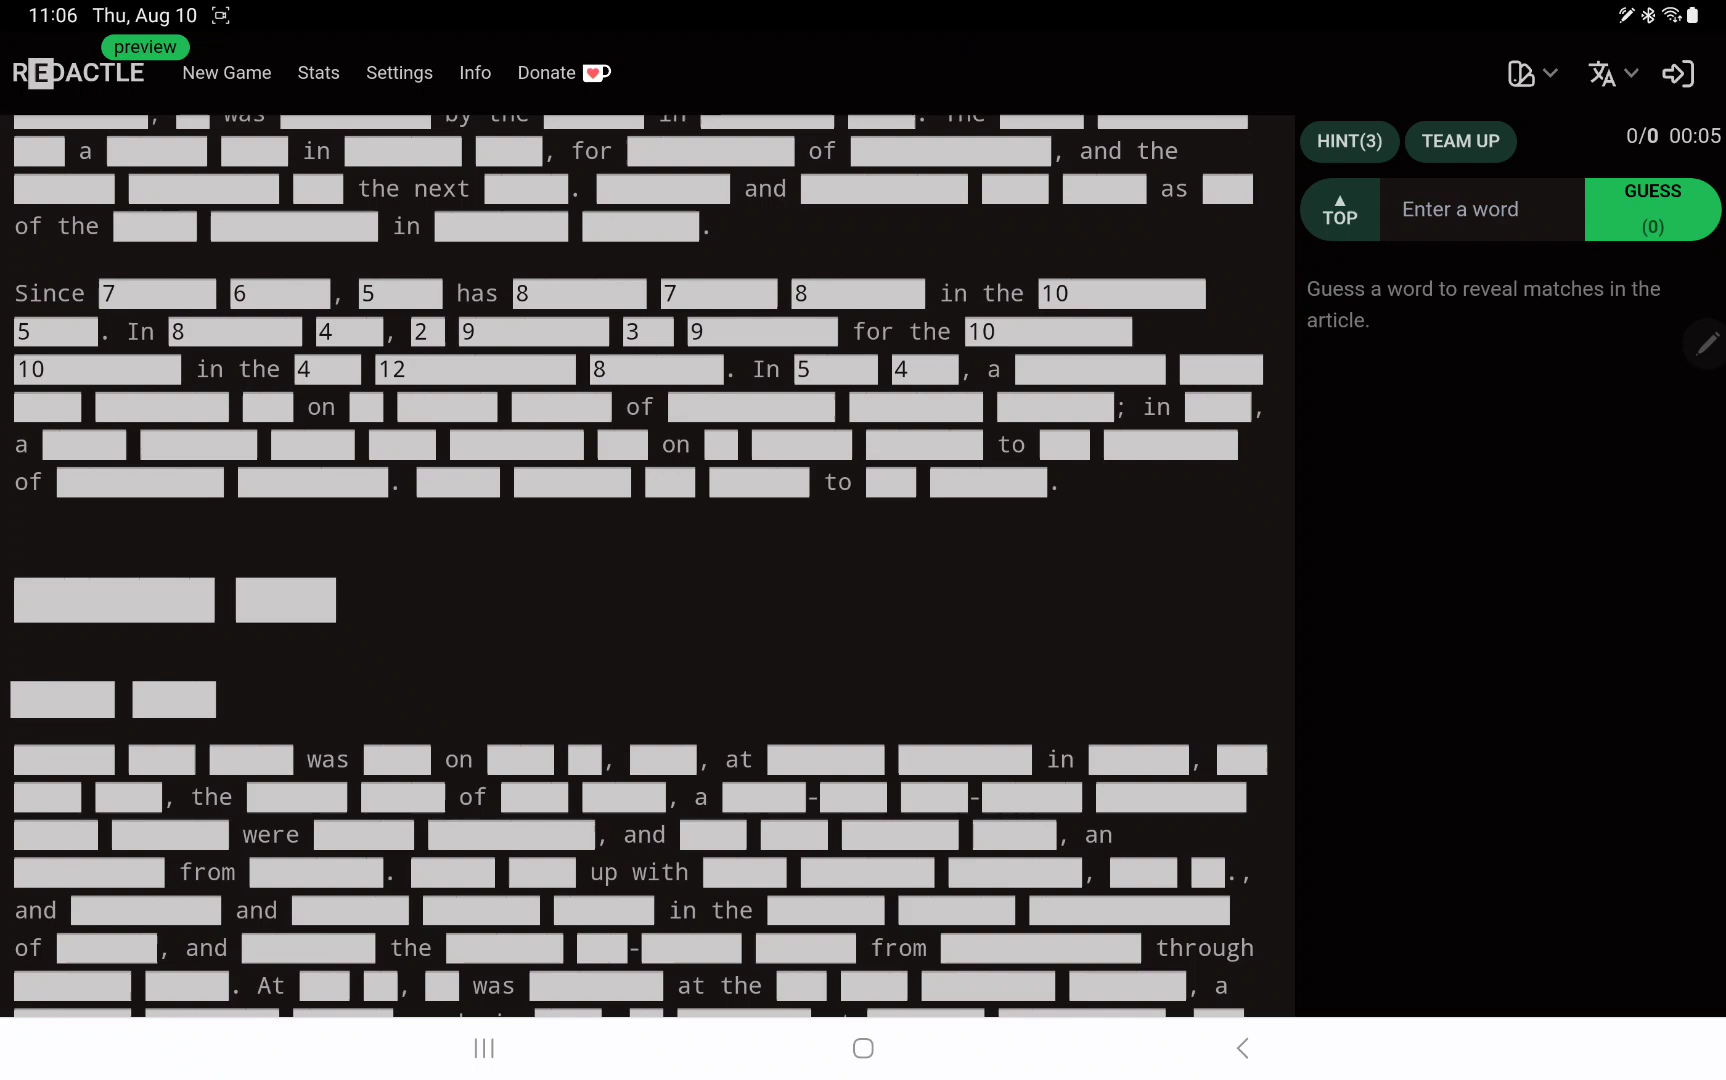 11:06 Thu, Aug 10
preview
REDACTLE New Game Stats Settings Info Donate
, was by the in . The
a in , for of , and the
the next . and as
of the in .
Since 7 6 , 5 has 8 7 8 in the 10
5 . In 8 4 , 2 9 3 9 for the 10
10 in the 4 12 8 . In 5 4 , a
on of ; in ,
a on to
of . to .
was on , , at in ,
, the of , a - -
were , and , an
from . up with , .,
and and in the
of , and the - from through
. At , was at the , a
HINT(3) TEAM UP 0/0 00:05
▲
TOP Enter a word GUESS
(0)
Guess a word to reveal matches in the
article.